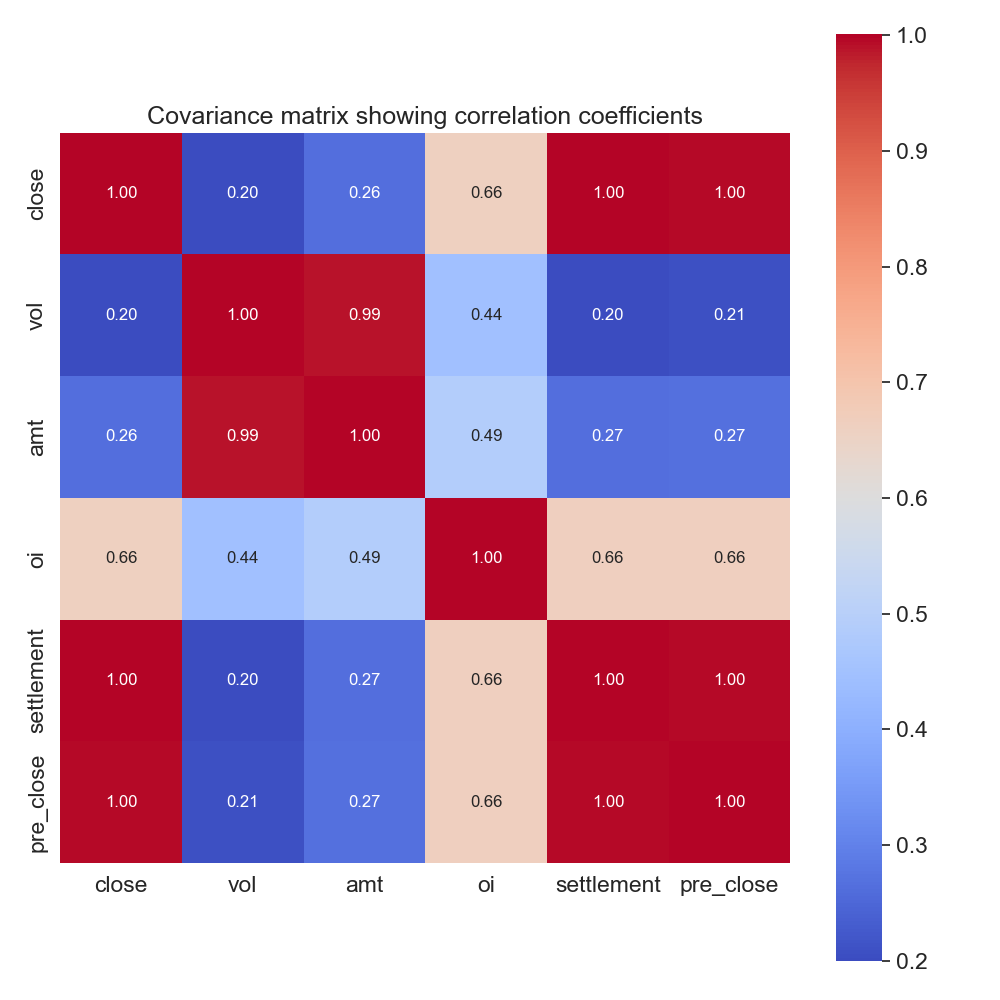 Covariance matrix showing correlation coefficients
close 1.00 0.20 0.26 0.66 1.00 1.00
vol 0.20 1.00 0.99 0.44 0.20 0.21
amt 0.26 0.99 1.00 0.49 0.27 0.27
oi 0.66 0.44 0.49 1.00 0.66 0.66
settlement 1.00 0.20 0.27 0.66 1.00 1.00
pre_close 1.00 0.21 0.27 0.66 1.00 1.00
close vol amt oi settlement pre_close
1.0
0.9
0.8
0.7
0.6
0.5
0.4
0.3
0.2